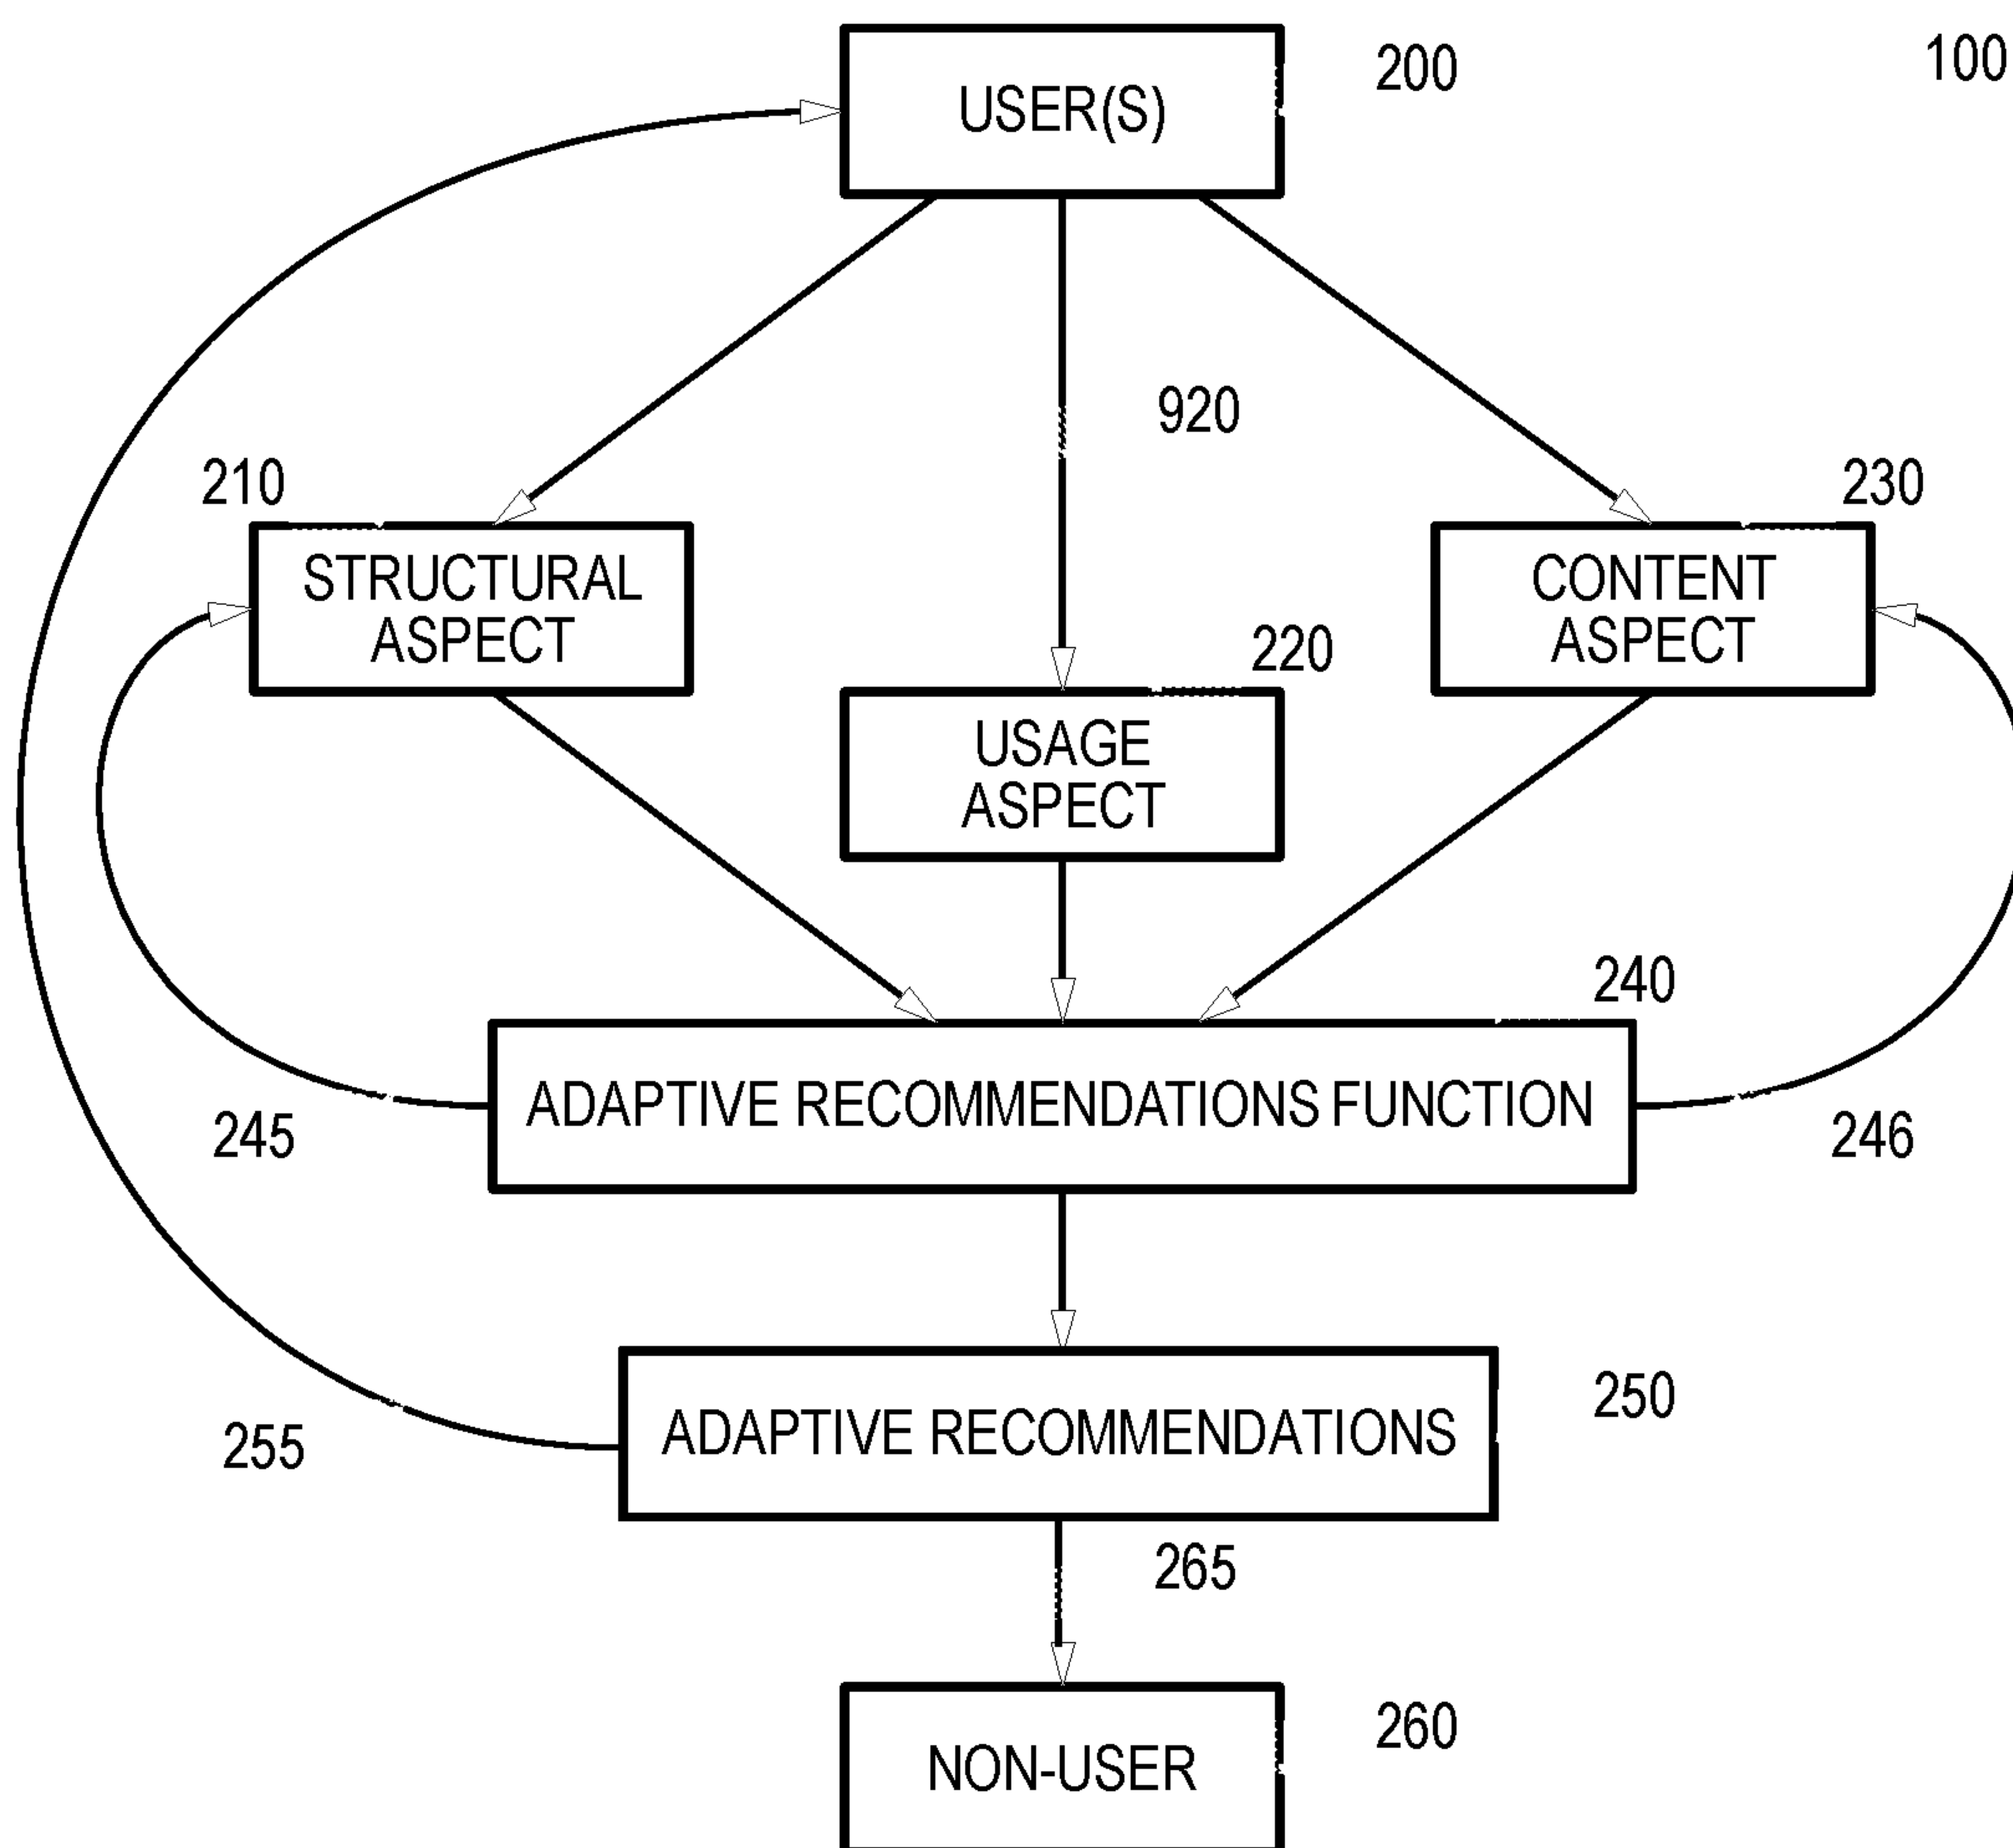 USER(S)
200
100
920
210
230
STRUCTURAL
ASPECT
CONTENT
ASPECT
220
USAGE
ASPECT
240
ADAPTIVE RECOMMENDATIONS FUNCTION
245
246
ADAPTIVE RECOMMENDATIONS
250
255
265
NON-USER
260